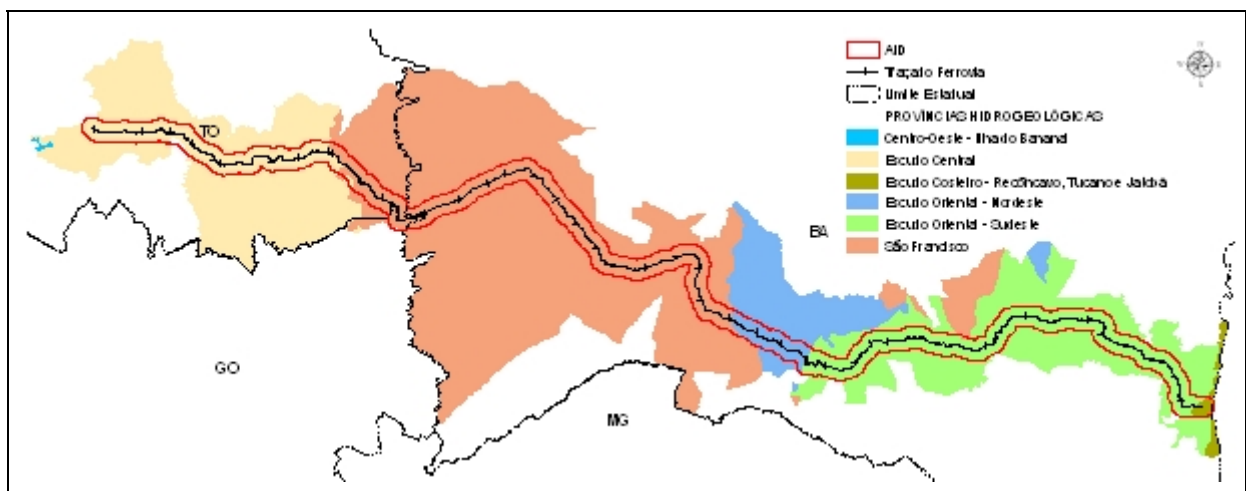 AID
Traçado Ferrovia
Limite Estadual
PROVÍNCIAS HIDROGEOLÓGICAS
Centro-Oeste - Ilha do Bananal
Escudo Central
Escudo Costeiro - Recôncavo, Tucano e Jatobá
Escudo Oriental - Nordeste
Escudo Oriental - Sudeste
São Francisco
TO
BA
GO
MG